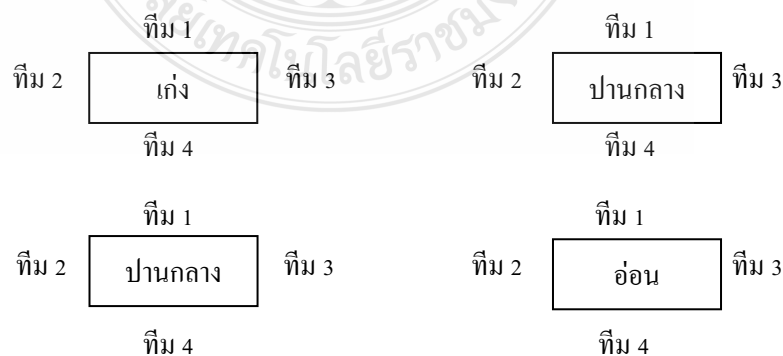 ทีม 1 ทีม 1
ทีม 2 เก่ง ทีม 3 ทีม 2 ปานกลาง ทีม 3
ทีม 4 ทีม 4
ทีม 1 ทีม 1
ทีม 2 ปานกลาง ทีม 3 ทีม 2 อ่อน ทีม 3
ทีม 4 ทีม 4